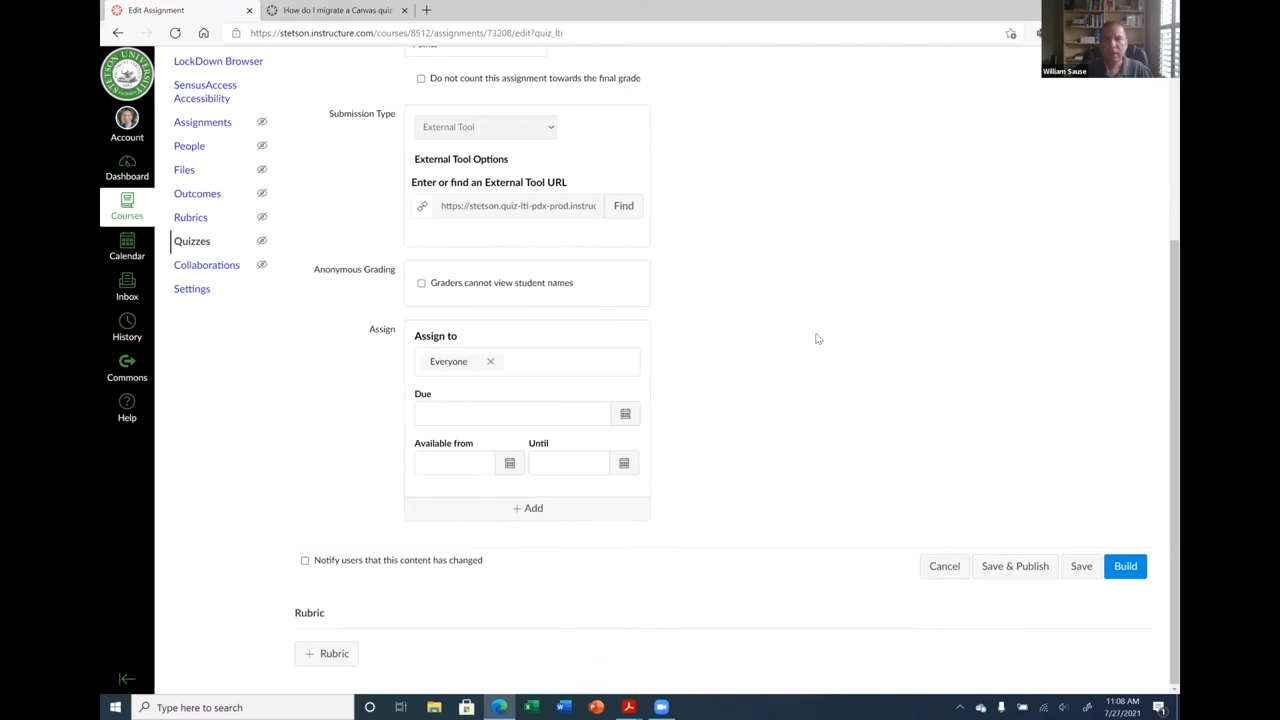 Edit Assignment
How do I migrate a Canvas quiz
https://stetson.instructure.com/courses/8512/assignments/73208/edit?quiz_lti
William Sause
STETSON UNIVERSITY
Account
Dashboard
Courses
Calendar
Inbox
History
Commons
Help
LockDown Browser
SensusAccess
Accessibility
Assignments
People
Files
Outcomes
Rubrics
Quizzes
Collaborations
Settings
Points
Do not count this assignment towards the final grade
Submission Type
External Tool
External Tool Options
Enter or find an External Tool URL
https://stetson.quiz-lti-pdx-prod.instruc
Find
Anonymous Grading
Graders cannot view student names
Assign
Assign to
Everyone
Due
Available from
Until
+ Add
Notify users that this content has changed
Cancel
Save & Publish
Save
Build
Rubric
+ Rubric
Type here to search
11:08 AM
7/27/2021